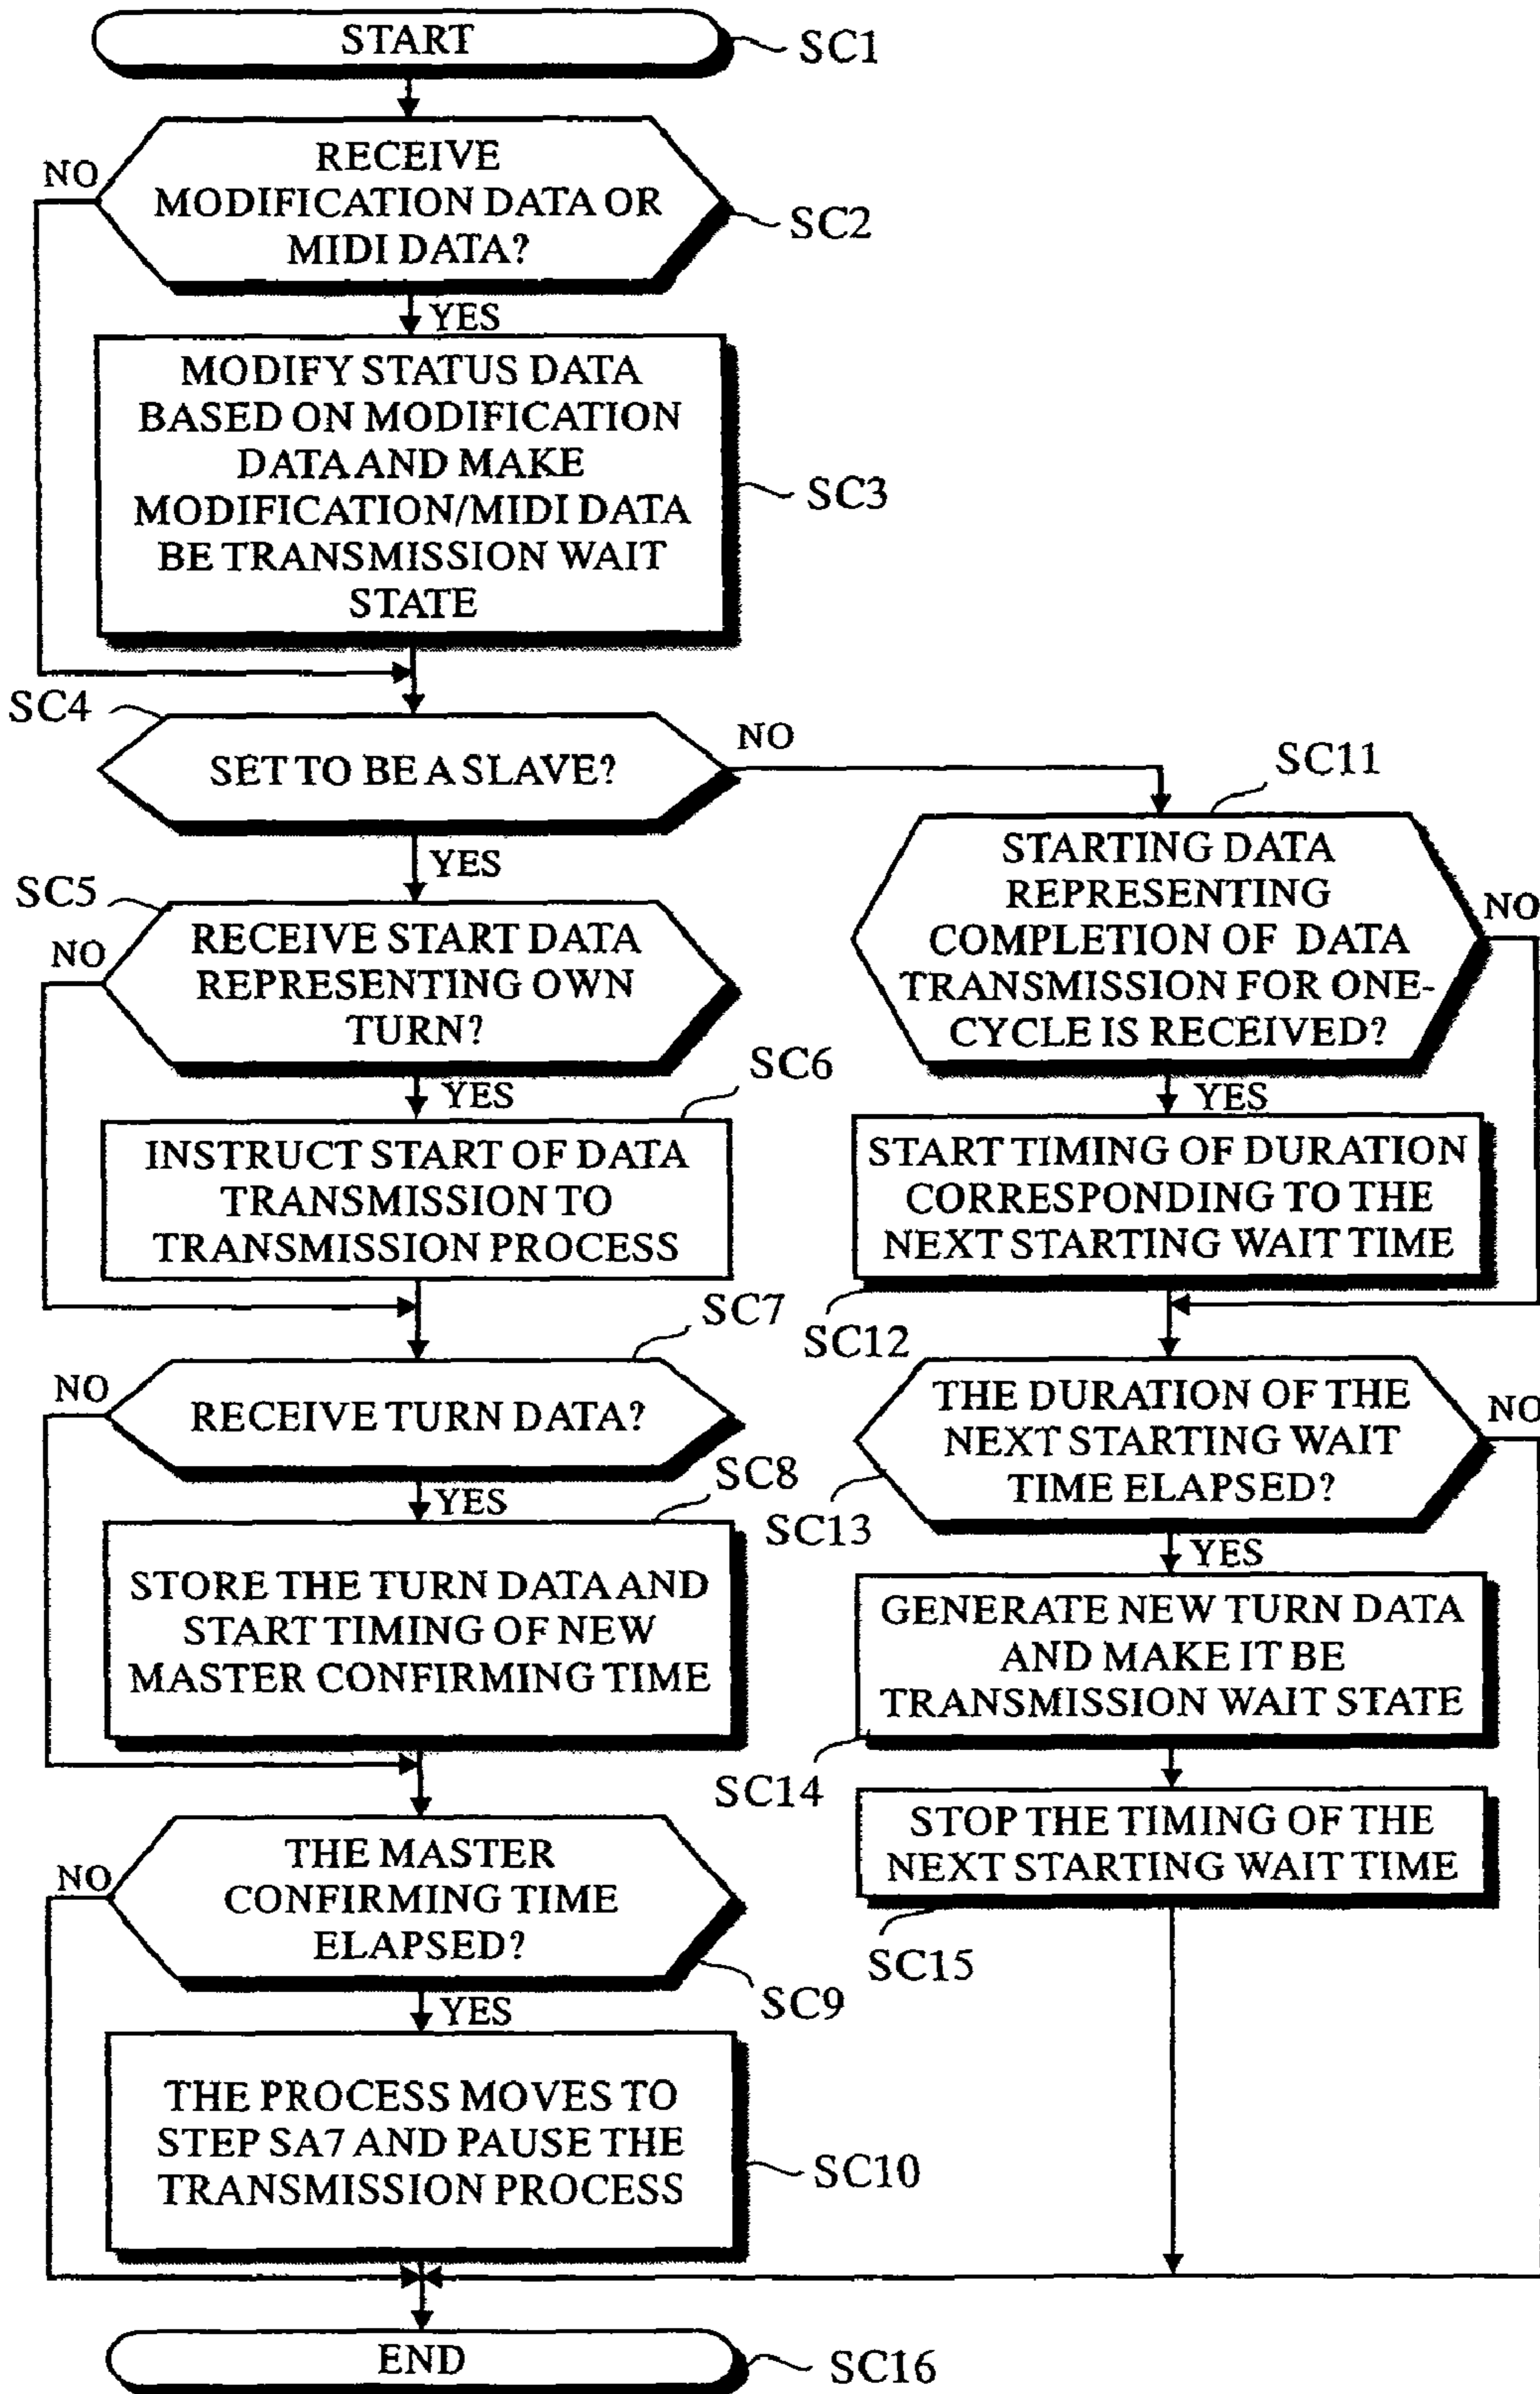 START
SC1
RECEIVE
MODIFICATION DATA OR
MIDI DATA?
NO
SC2
YES
MODIFY STATUS DATA
BASED ON MODIFICATION
DATA AND MAKE
MODIFICATION/MIDI DATA
BE TRANSMISSION WAIT
STATE
SC3
SC4
SET TO BE A SLAVE?
NO
YES
SC5
NO
RECEIVE START DATA
REPRESENTING OWN
TURN?
YES
SC6
INSTRUCT START OF DATA
TRANSMISSION TO
TRANSMISSION PROCESS
SC7
NO
RECEIVE TURN DATA?
YES
SC8
STORE THE TURN DATA AND
START TIMING OF NEW
MASTER CONFIRMING TIME
NO
THE MASTER
CONFIRMING TIME
ELAPSED?
SC9
YES
THE PROCESS MOVES TO
STEP SA7 AND PAUSE THE
TRANSMISSION PROCESS
SC10
SC11
STARTING DATA
REPRESENTING
COMPLETION OF DATA
TRANSMISSION FOR ONE-
CYCLE IS RECEIVED?
NO
YES
START TIMING OF DURATION
CORRESPONDING TO THE
NEXT STARTING WAIT TIME
SC12
THE DURATION OF THE
NEXT STARTING WAIT
TIME ELAPSED?
NO
SC13
YES
GENERATE NEW TURN DATA
AND MAKE IT BE
TRANSMISSION WAIT STATE
SC14
STOP THE TIMING OF THE
NEXT STARTING WAIT TIME
SC15
END
SC16